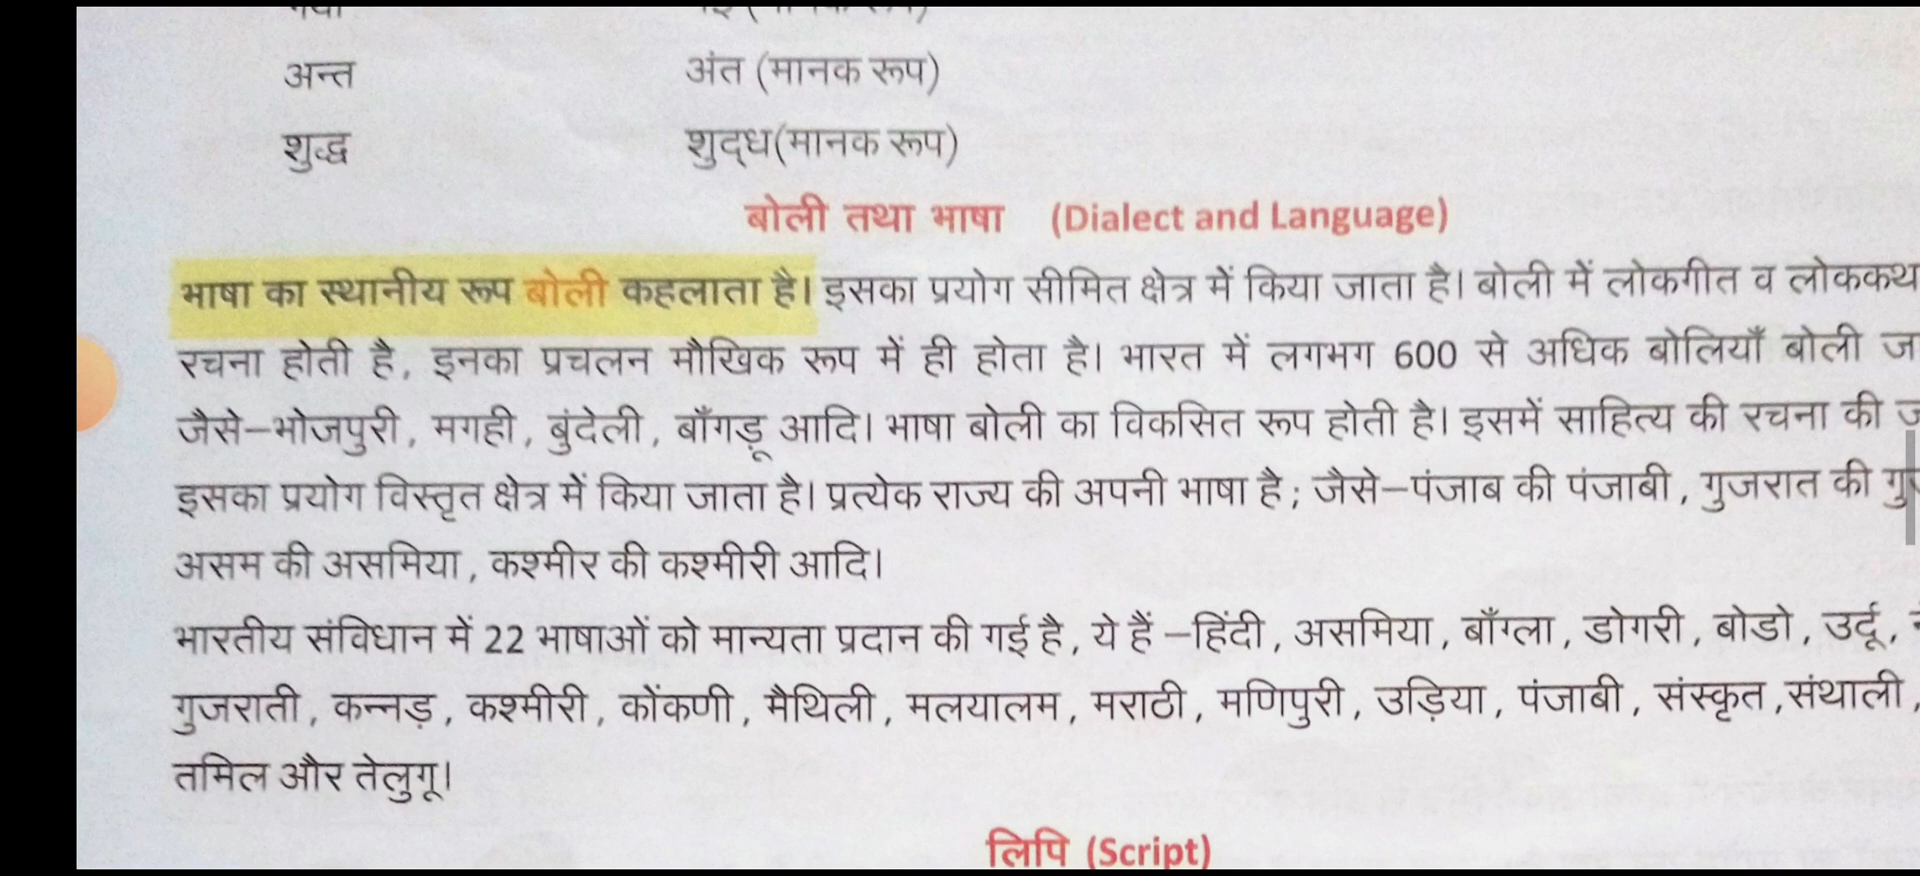 अन्त अंत (मानक रूप)
शुद्ध शुद्ध(मानक रूप)
बोली तथा भाषा (Dialect and Language)
भाषा का स्थानीय रूप बोली कहलाता है। इसका प्रयोग सीमित क्षेत्र में किया जाता है। बोली में लोकगीत व
रचना होती है, इनका प्रचलन मौखिक रूप में ही होता है। भारत में लगभग 600 से अधिक बोलियाँ बोली
जैसे–भोजपुरी, मगही, बुंदेली, बाँगड़ू आदि। भाषा बोली का विकसित रूप होती है। इसमें साहित्य की रचना की
इसका प्रयोग विस्तृत क्षेत्र में किया जाता है। प्रत्येक राज्य की अपनी भाषा है; जैसे–पंजाब की पंजाबी, गुजरात की
असम की असमिया, कश्मीर की कश्मीरी आदि।
भारतीय संविधान में 22 भाषाओं को मान्यता प्रदान की गई है, ये हैं –हिंदी, असमिया, बाँग्ला, डोगरी, बोडो, उर्दू,
गुजराती, कन्नड़, कश्मीरी, कोंकणी, मैथिली, मलयालम, मराठी, मणिपुरी, उड़िया, पंजाबी, संस्कृत,संथाली,
तमिल और तेलुगू।
लिपि (Script)